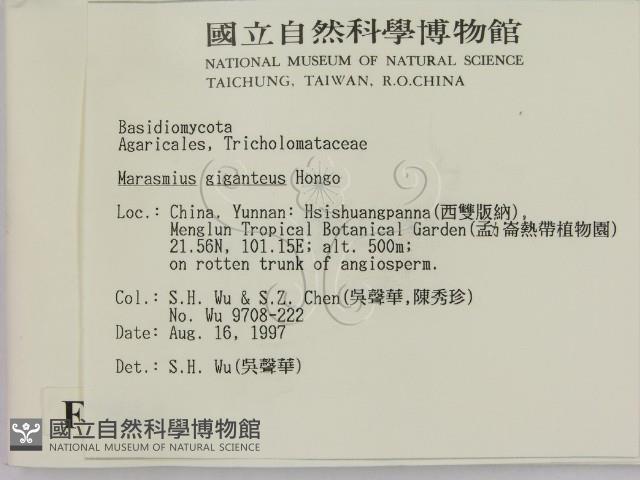 國立自然科學博物館
NATIONAL MUSEUM OF NATURAL SCIENCE
TAICHUNG, TAIWAN, R.O.CHINA
Basidiomycota
Agaricales, Tricholomataceae
Marasmius giganteus Hongo
Loc.: China. Yunnan: Hsishuangpanna(西雙版納),
Menglun Tropical Botanical Garden(孟力崙熱帶植物園)
21.56N, 101.15E; alt. 500m;
on rotten trunk of angiosperm.
Col.: S.H. Wu & S.Z. Chen(吳聲華,陳秀珍)
No. Wu 9708-222
Date: Aug. 16, 1997
Det.: S.H. Wu(吳聲華)
F
國立自然科學博物館
NATIONAL MUSEUM OF NATURAL SCIENCE